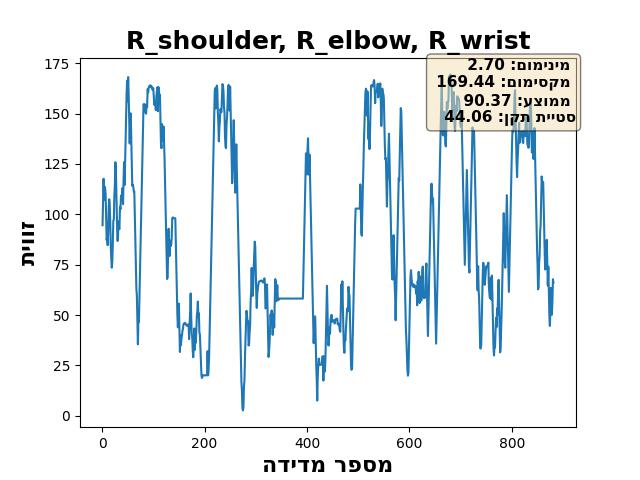 R_shoulder, R_elbow, R_wrist
מינימום: 2.70
מקסימום: 169.44
ממוצע: 90.37
סטיית תקן: 44.06
175
150
125
100
75
50
25
0
זווית
0 200 400 600 800
מספר מדידה